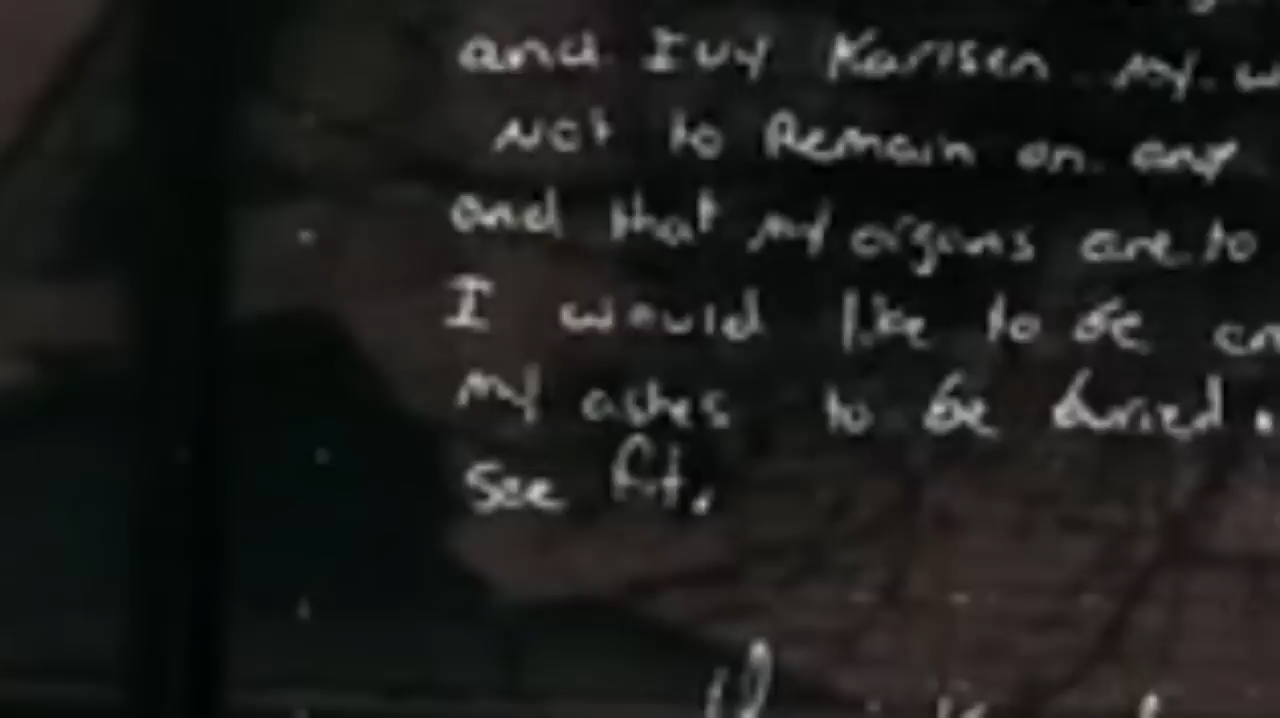 and Ivy Karlsen my w
Not to Remain on any
and that my organs are to
I would like to be
my ashes to be buried.
see fit.